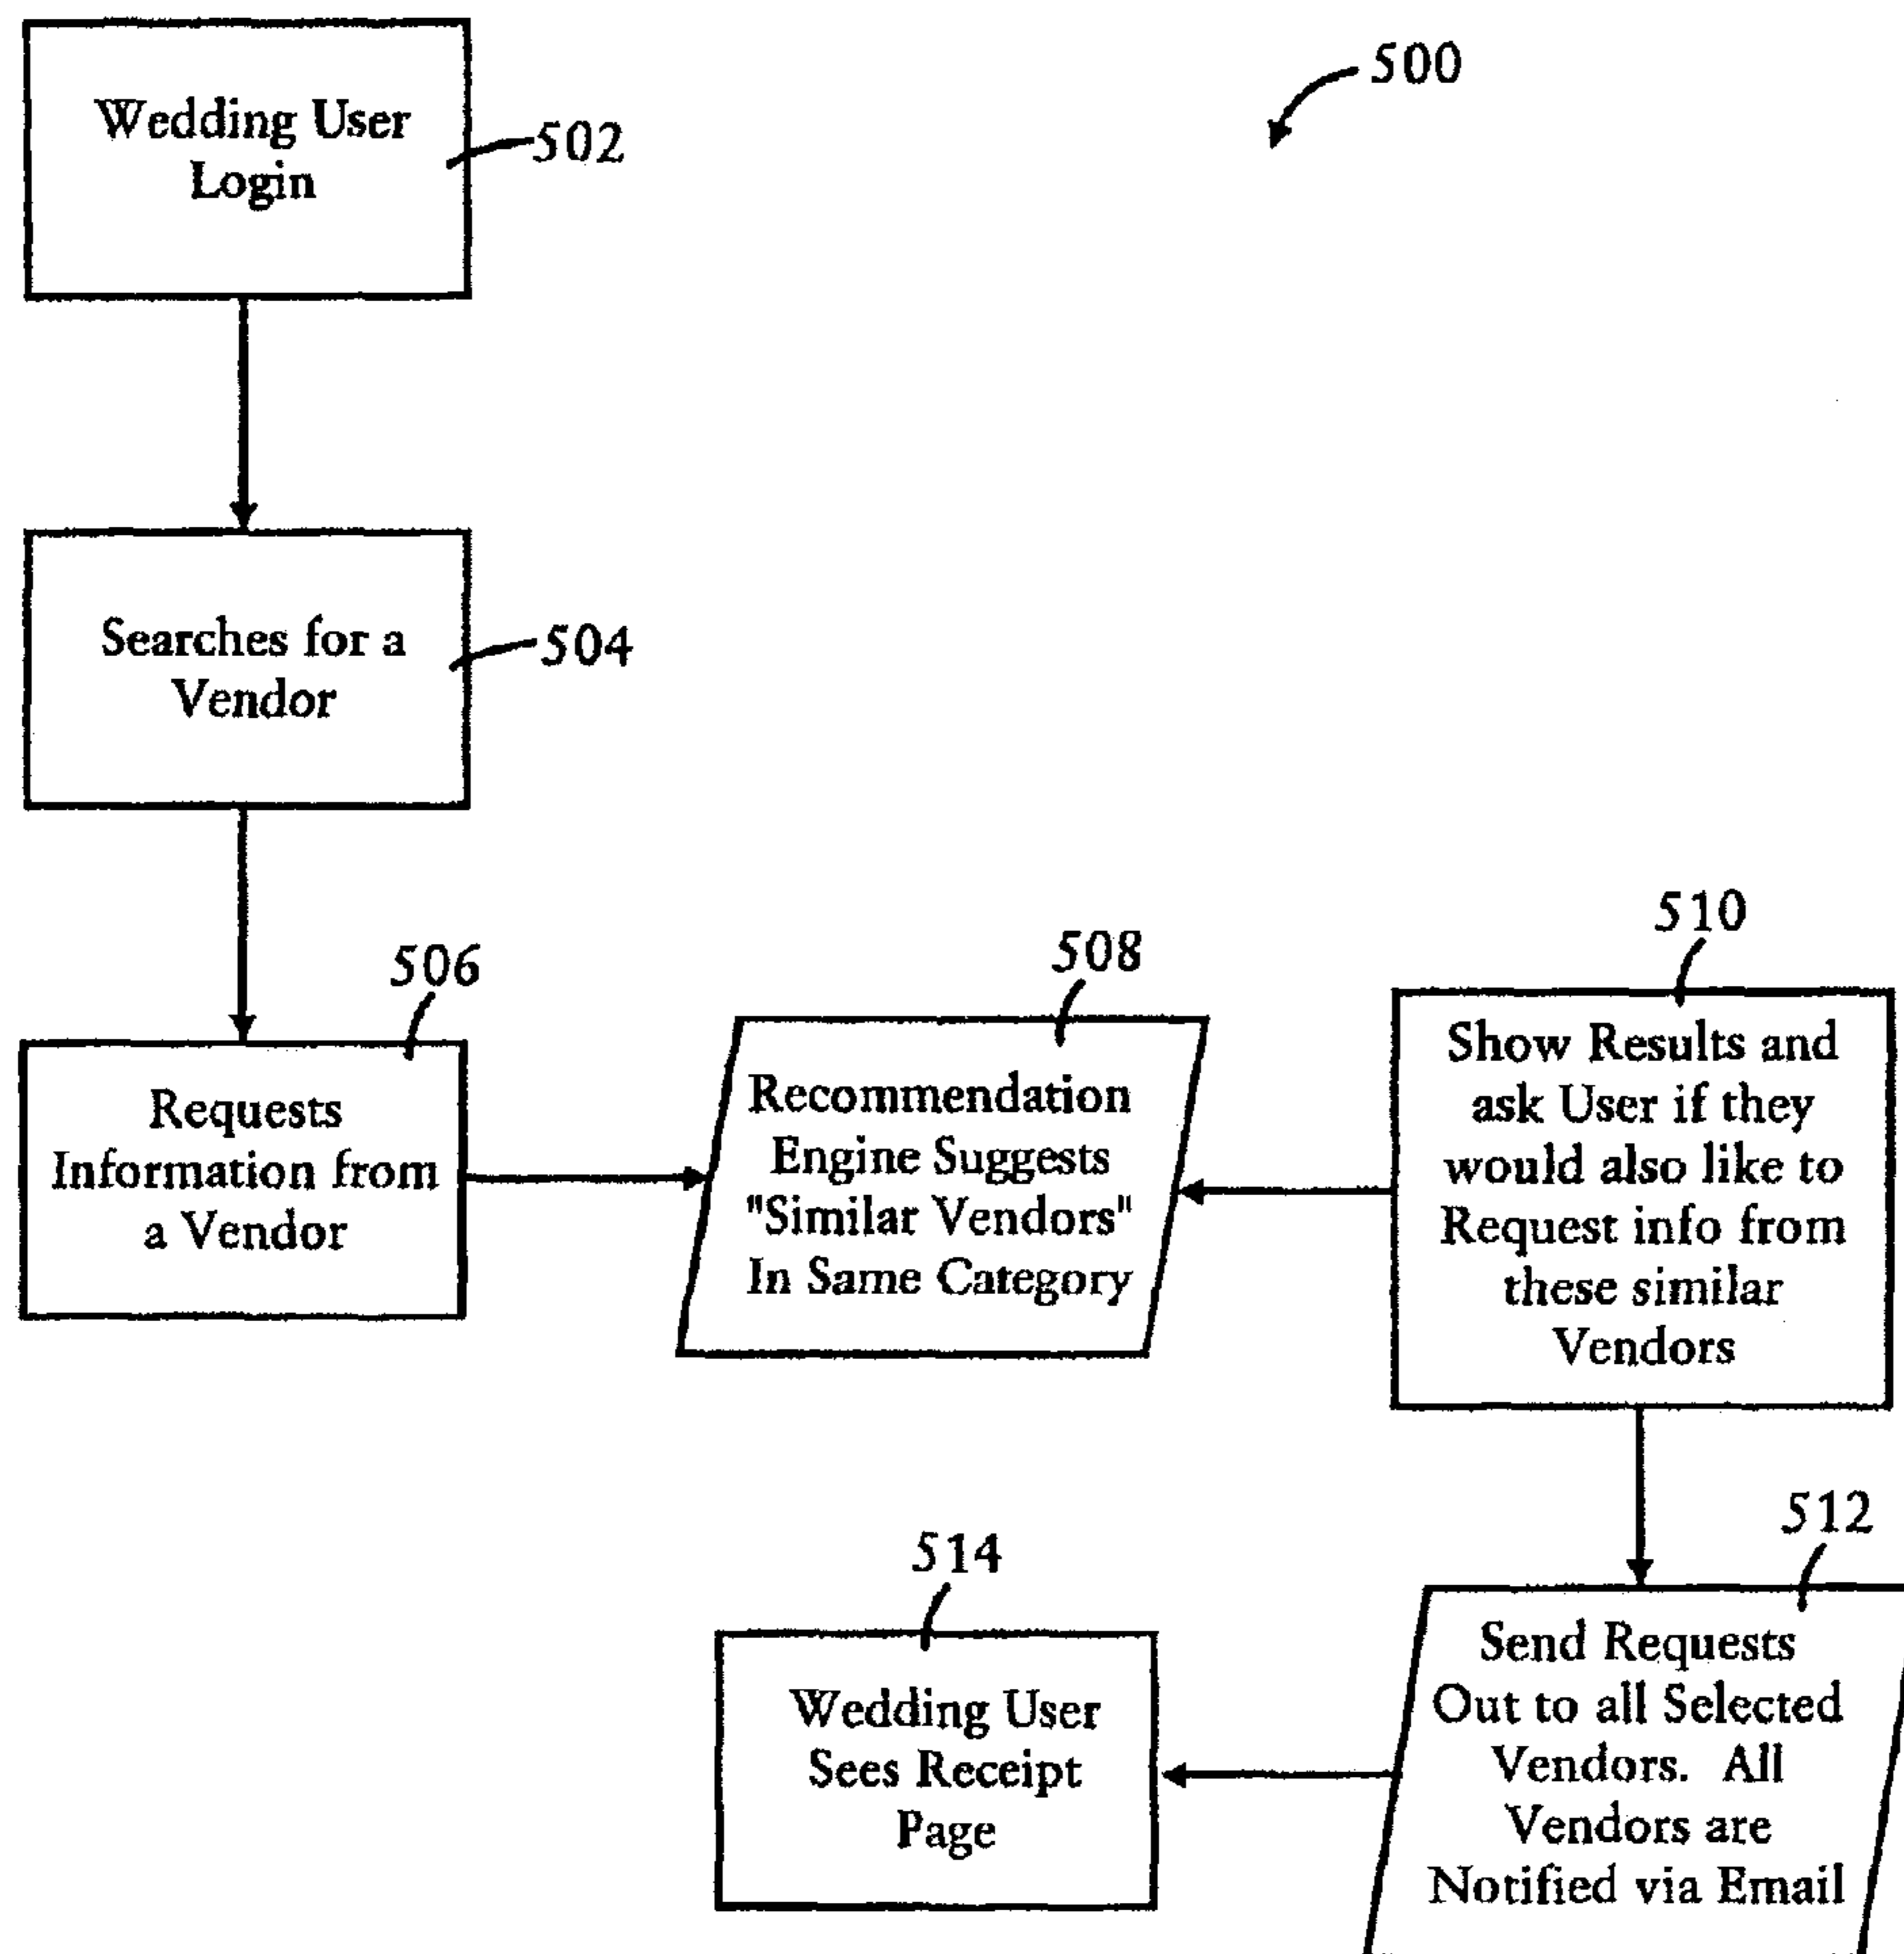 500
Wedding User
Login
502
Searches for a
Vendor
504
506
Requests
Information from
a Vendor
508
Recommendation
Engine Suggests
"Similar Vendors"
In Same Category
510
Show Results and
ask User if they
would also like to
Request info from
these similar
Vendors
512
Send Requests
Out to all Selected
Vendors. All
Vendors are
Notified via Email
514
Wedding User
Sees Receipt
Page